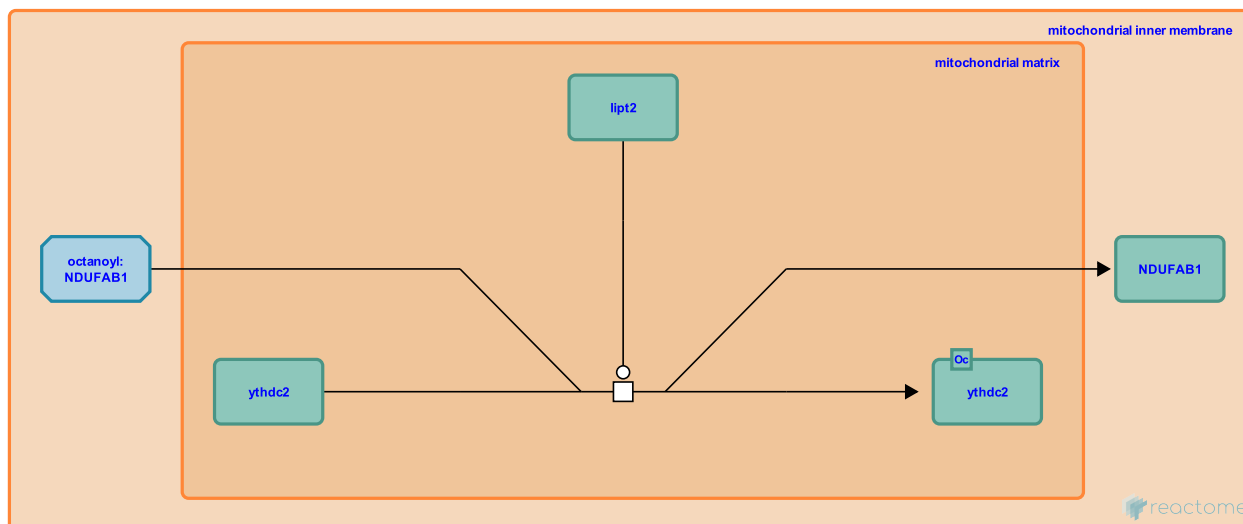 mitochondrial inner membrane
mitochondrial matrix
lipt2
octanoyl:
NDUFAB1
NDUFAB1
ythdc2
Oc
ythdc2
reactome